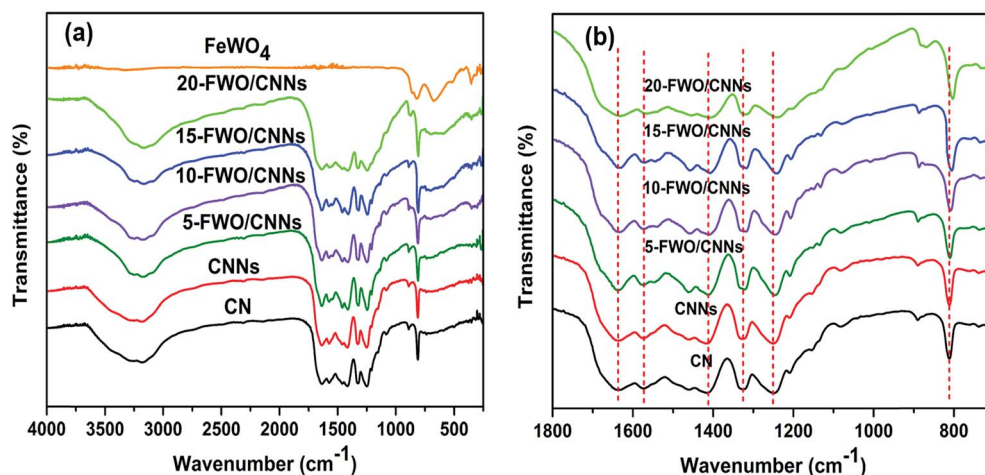 (a)
FeWO4
20-FWO/CNNs
15-FWO/CNNs
10-FWO/CNNs
5-FWO/CNNs
CNNs
CN
Transmittance (%)
4000 3500 3000 2500 2000 1500 1000 500
Wavenumber (cm-1)
(b)
20-FWO/CNNs
15-FWO/CNNs
10-FWO/CNNs
5-FWO/CNNs
CNNs
CN
Transmittance (%)
1800 1600 1400 1200 1000 800
Wavenumber (cm-1)